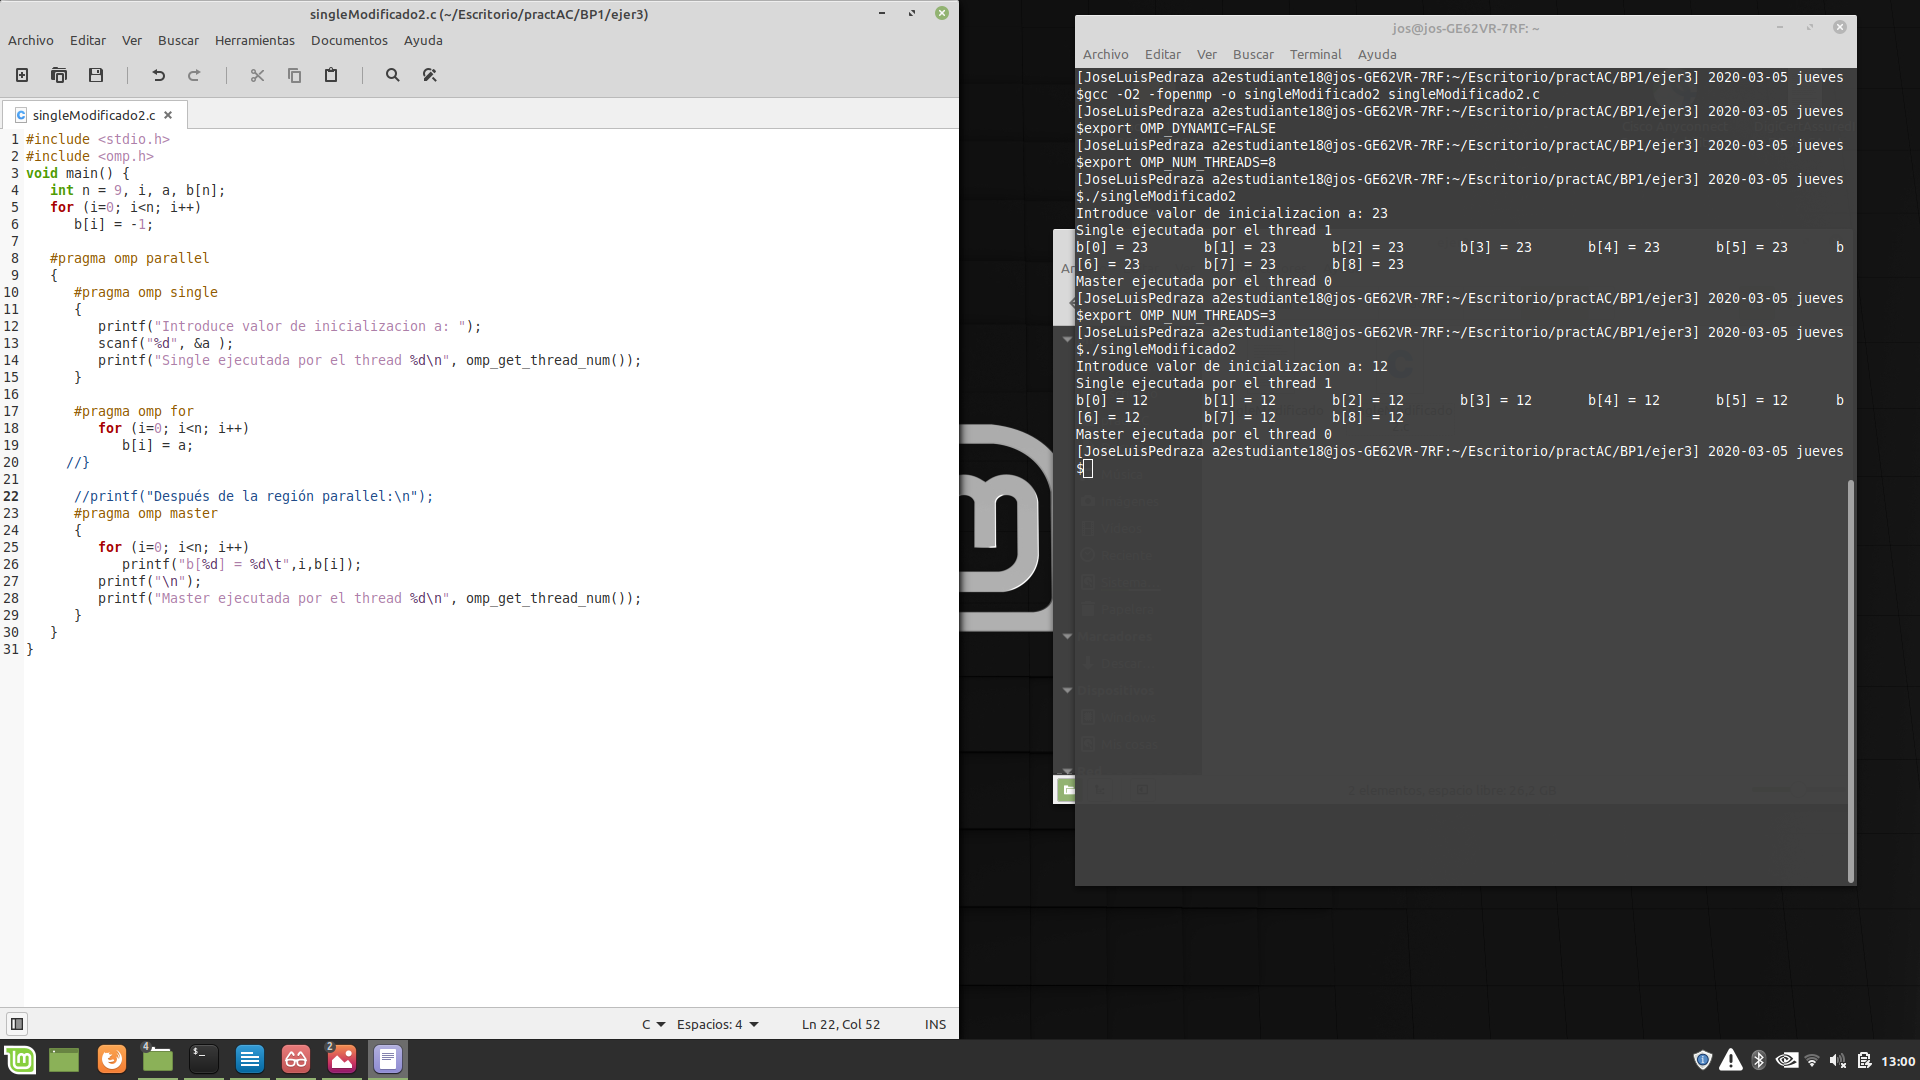 singleModificado2.c (~/Escritorio/practAC/BP1/ejer3)
Archivo Editar Ver Buscar Herramientas Documentos Ayuda
singleModificado2.c
1 #include <stdio.h>
2 #include <omp.h>
3 void main() {
4    int n = 9, i, a, b[n];
5    for (i=0; i<n; i++)
6       b[i] = -1;
7
8    #pragma omp parallel
9    {
10       #pragma omp single
11       {
12          printf("Introduce valor de inicializacion a: ");
13          scanf("%d", &a );
14          printf("Single ejecutada por el thread %d\n", omp_get_thread_num());
15       }
16
17       #pragma omp for
18          for (i=0; i<n; i++)
19             b[i] = a;
20      //}
21
22       //printf("Después de la región parallel:\n");
23       #pragma omp master
24       {
25          for (i=0; i<n; i++)
26             printf("b[%d] = %d\t",i,b[i]);
27          printf("\n");
28          printf("Master ejecutada por el thread %d\n", omp_get_thread_num());
29       }
30    }
31 }
C Espacios: 4 Ln 22, Col 52 INS
jos@jos-GE62VR-7RF: ~
Archivo Editar Ver Buscar Terminal Ayuda
[JoseLuisPedraza a2estudiante18@jos-GE62VR-7RF:~/Escritorio/practAC/BP1/ejer3] 2020-03-05 jueves
$gcc -O2 -fopenmp -o singleModificado2 singleModificado2.c
[JoseLuisPedraza a2estudiante18@jos-GE62VR-7RF:~/Escritorio/practAC/BP1/ejer3] 2020-03-05 jueves
$export OMP_DYNAMIC=FALSE
[JoseLuisPedraza a2estudiante18@jos-GE62VR-7RF:~/Escritorio/practAC/BP1/ejer3] 2020-03-05 jueves
$export OMP_NUM_THREADS=8
[JoseLuisPedraza a2estudiante18@jos-GE62VR-7RF:~/Escritorio/practAC/BP1/ejer3] 2020-03-05 jueves
$./singleModificado2
Introduce valor de inicializacion a: 23
Single ejecutada por el thread 1
b[0] = 23 b[1] = 23 b[2] = 23 b[3] = 23 b[4] = 23 b[5] = 23 b
[6] = 23 b[7] = 23 b[8] = 23
Master ejecutada por el thread 0
[JoseLuisPedraza a2estudiante18@jos-GE62VR-7RF:~/Escritorio/practAC/BP1/ejer3] 2020-03-05 jueves
$export OMP_NUM_THREADS=3
[JoseLuisPedraza a2estudiante18@jos-GE62VR-7RF:~/Escritorio/practAC/BP1/ejer3] 2020-03-05 jueves
$./singleModificado2
Introduce valor de inicializacion a: 12
Single ejecutada por el thread 1
b[0] = 12 b[1] = 12 b[2] = 12 b[3] = 12 b[4] = 12 b[5] = 12 b
[6] = 12 b[7] = 12 b[8] = 12
Master ejecutada por el thread 0
[JoseLuisPedraza a2estudiante18@jos-GE62VR-7RF:~/Escritorio/practAC/BP1/ejer3] 2020-03-05 jueves
$
4 2 13:00